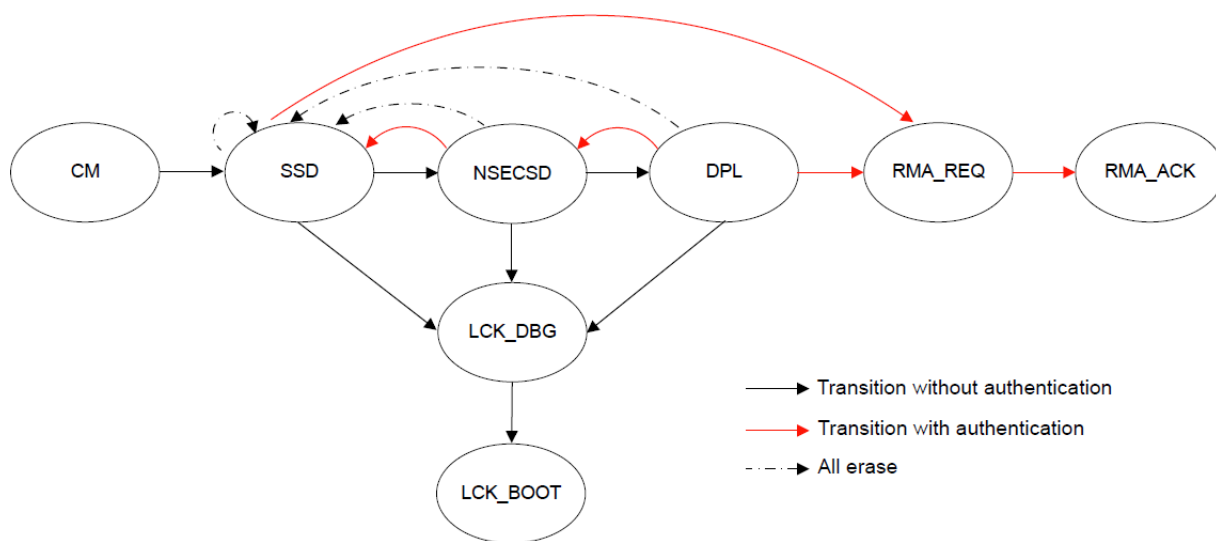 CM
SSD
NSECSD
DPL
RMA_REQ
RMA_ACK
LCK_DBG
Transition without authentication
Transition with authentication
All erase
LCK_BOOT